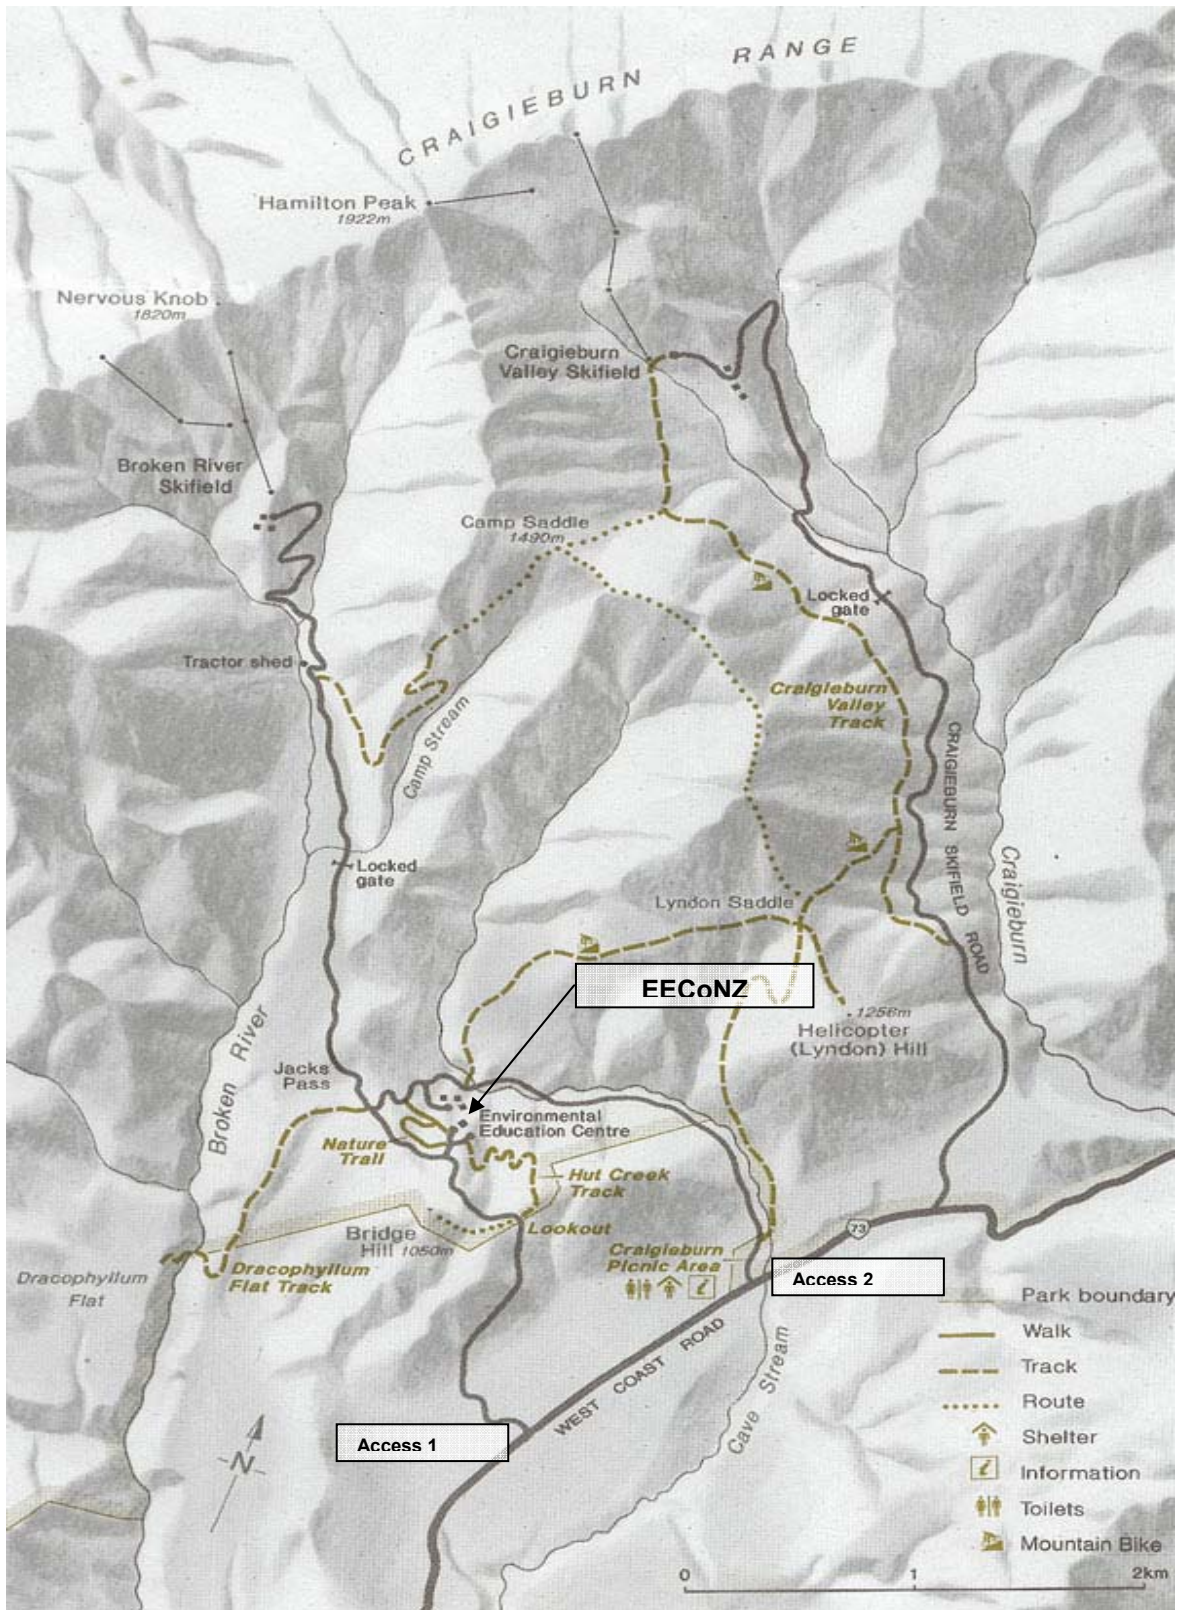 CRAIGIEBURN RANGE
Hamilton Peak
1922m
Nervous Knob
1820m
Craigieburn
Valley Skifield
Broken River
Skifield
Camp Saddle
1490m
Locked
gate
Tractor shed
Craigieburn
Valley
Track
CRAIGIEBURN SKIFIELD ROAD
Camp Stream
Locked
gate
Craigieburn
Lyndon Saddle
EECoNZ
1256m
Helicopter
(Lyndon) Hill
Broken River
Jacks
Pass
Environmental
Education Centre
Nature
Trail
Hut Creek
Track
Lookout
Bridge
Hill 1050m
73
Craigieburn
Picnic Area
Dracophyllum
Flat
Dracophyllum
Flat Track
Access 2
Park boundary
Walk
Track
Route
Shelter
Information
Toilets
Mountain Bike
WEST COAST ROAD
Cave Stream
Access 1
N
i
i
0 1 2km